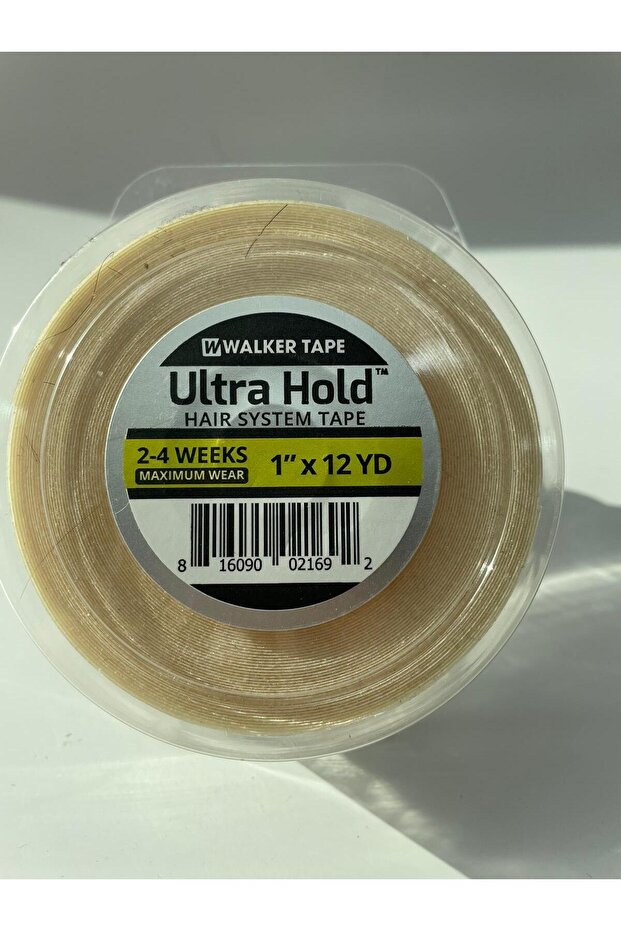 W WALKER TAPE
Ultra Hold™
HAIR SYSTEM TAPE
2-4 WEEKS
MAXIMUM WEAR
1” x 12 YD
8 16090 02169 2